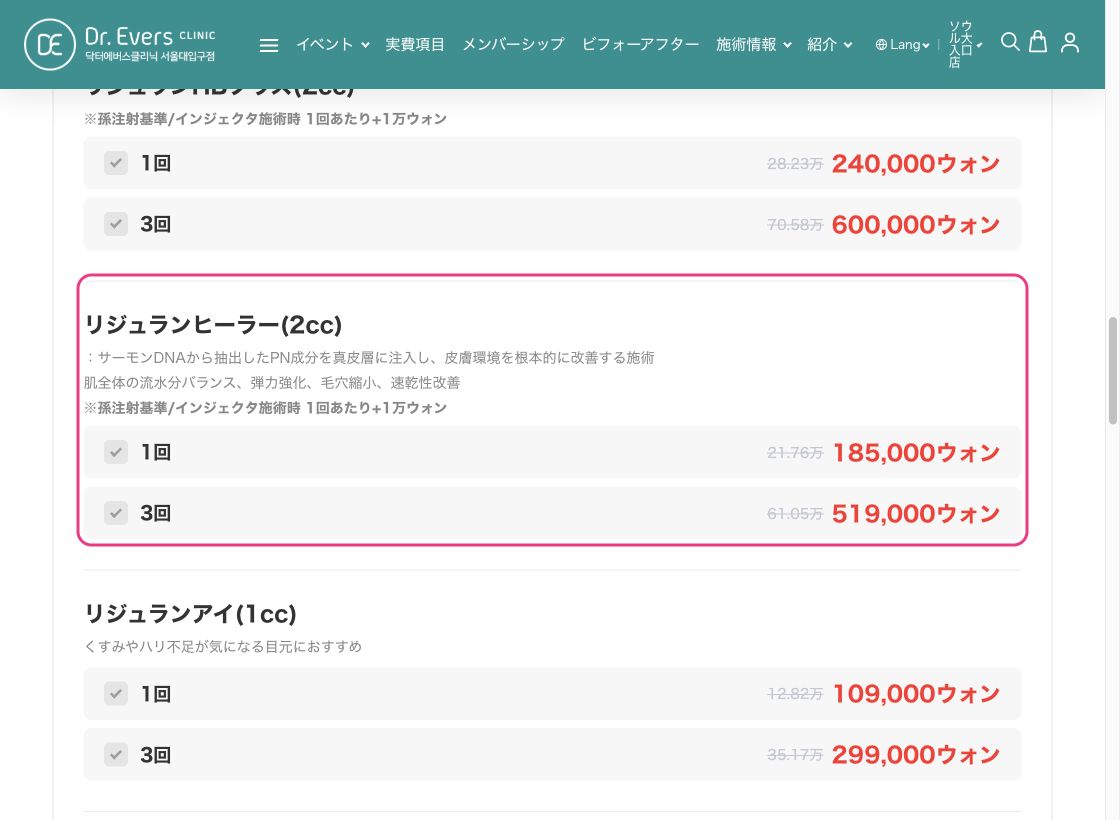 Dr. Evers CLINIC
닥터에버스클리닉 서울대입구점
イベント 実費項目 メンバーシップ ビフォーアフター 施術情報 紹介 Lang
ソウル大入口店
リジュランHBプラス(2cc)
※孫注射基準/インジェクタ施術時 1回あたり+1万ウォン
1回 28.23万 240,000ウォン
3回 70.58万 600,000ウォン
リジュランヒーラー(2cc)
：サーモンDNAから抽出したPN成分を真皮層に注入し、皮膚環境を根本的に改善する施術
肌全体の流水分バランス、弾力強化、毛穴縮小、速乾性改善
※孫注射基準/インジェクタ施術時 1回あたり+1万ウォン
1回 21.76万 185,000ウォン
3回 61.05万 519,000ウォン
リジュランアイ(1cc)
くすみやハリ不足が気になる目元におすすめ
1回 12.82万 109,000ウォン
3回 35.17万 299,000ウォン